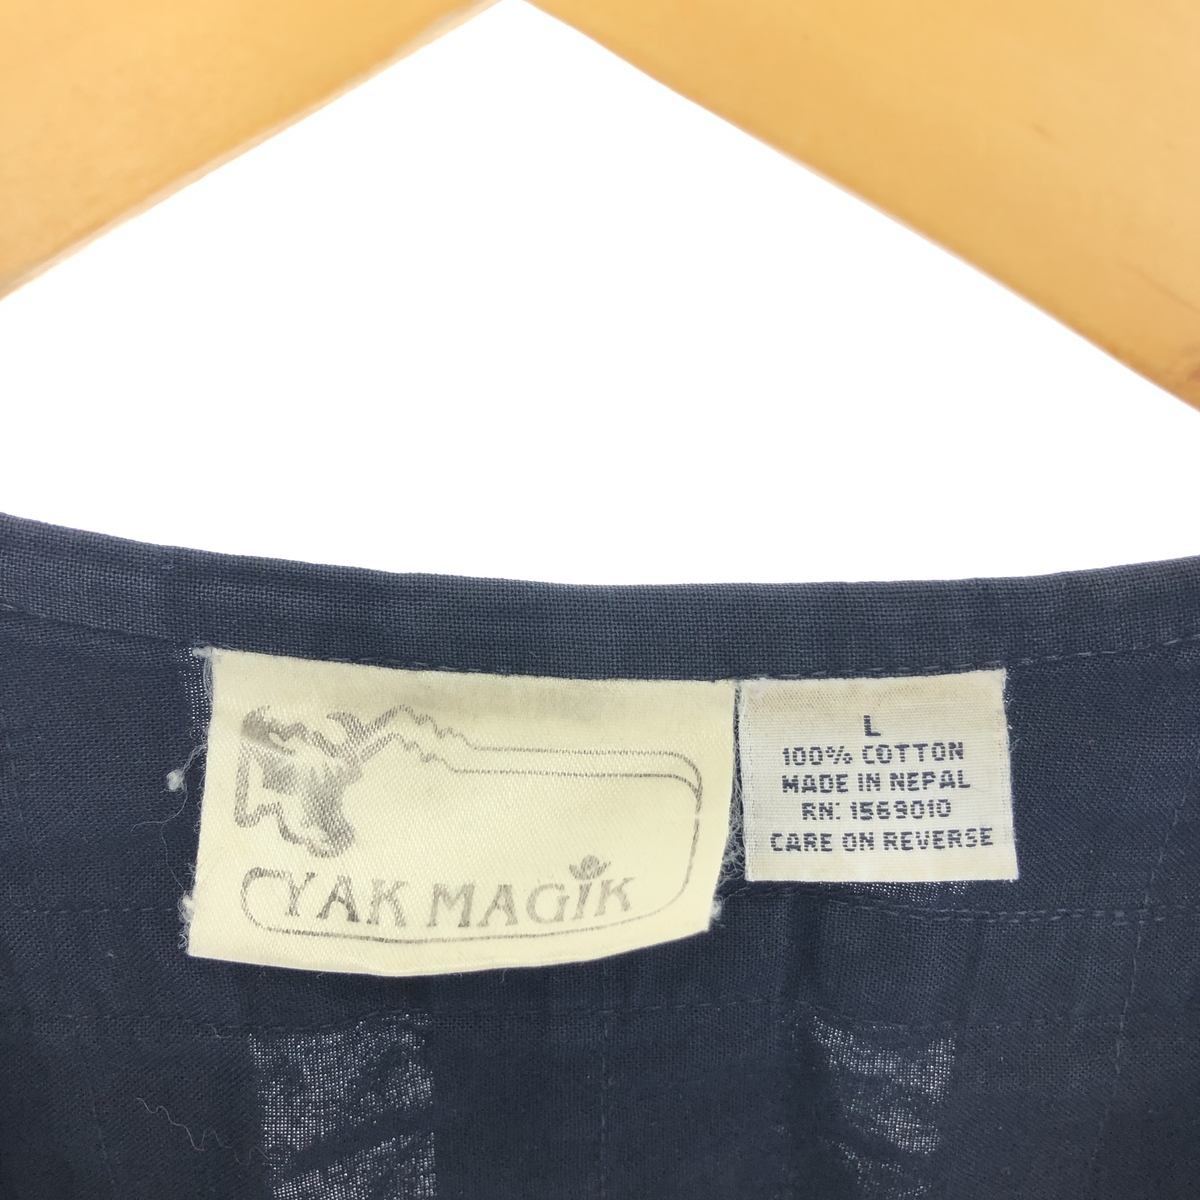 YAK MAGIK
L
100% COTTON
MADE IN NEPAL
RN: 1569010
CARE ON REVERSE